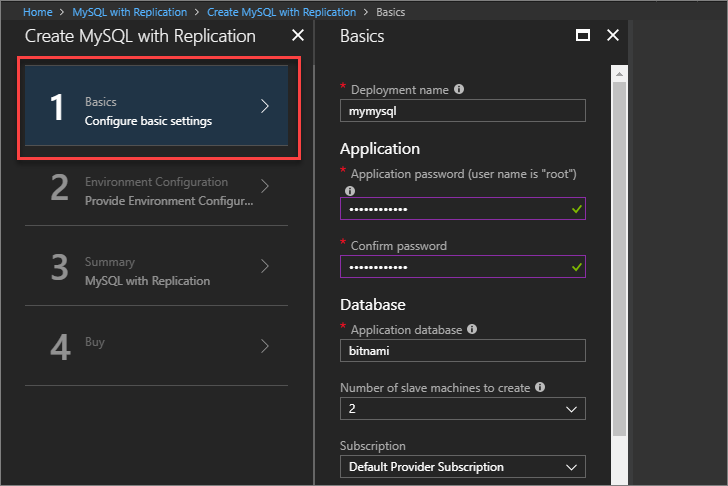 Home > MySQL with Replication > Create MySQL with Replication > Basics
Create MySQL with Replication
1
Basics
Configure basic settings
2
Environment Configuration
Provide Environment Configur...
3
Summary
MySQL with Replication
4
Buy
Basics
* Deployment name
mymysql
Application
* Application password (user name is "root")
••••••••••••
* Confirm password
••••••••••••
Database
* Application database
bitnami
Number of slave machines to create
2
Subscription
Default Provider Subscription